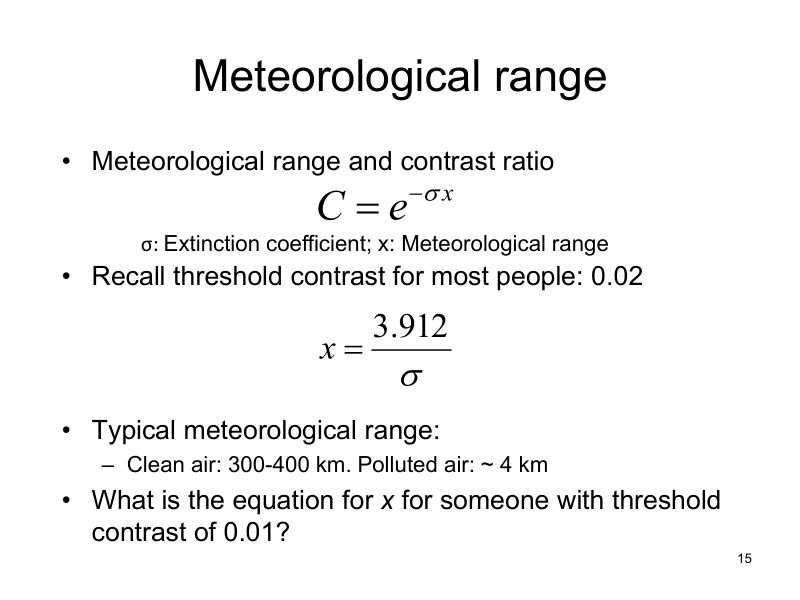 Meteorological range
• Meteorological range and contrast ratio
C = e^{−σ x}
σ: Extinction coefficient; x: Meteorological range
• Recall threshold contrast for most people: 0.02
x = \frac{3.912}{σ}
• Typical meteorological range:
– Clean air: 300-400 km. Polluted air: ~ 4 km
• What is the equation for x for someone with threshold
contrast of 0.01?
15